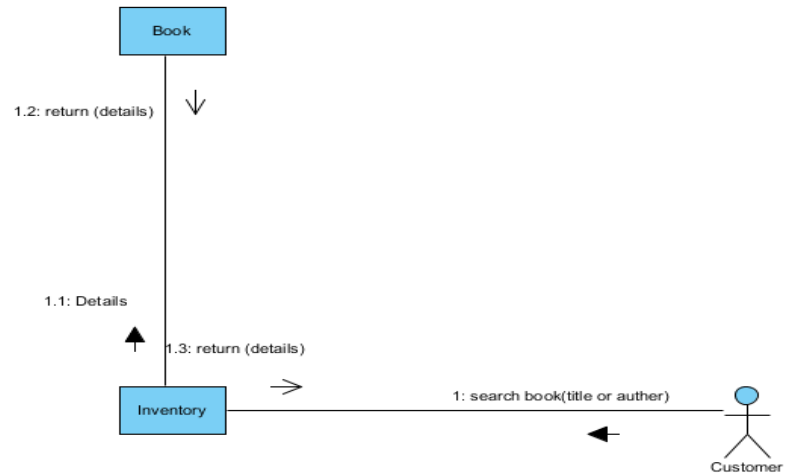 Book
1.2: return (details)
1.1: Details
1.3: return (details)
Inventory
1: search book(title or auther)
Customer